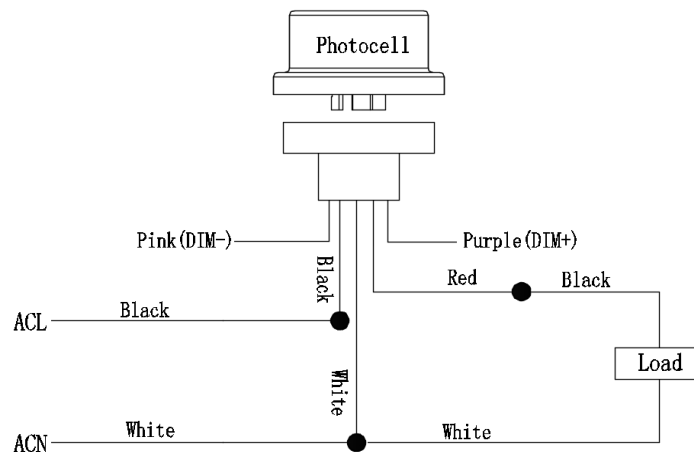 Photocell
Pink(DIM-)
Purple(DIM+)
Black
Red
Black
ACL
Black
Load
White
ACN
White
White